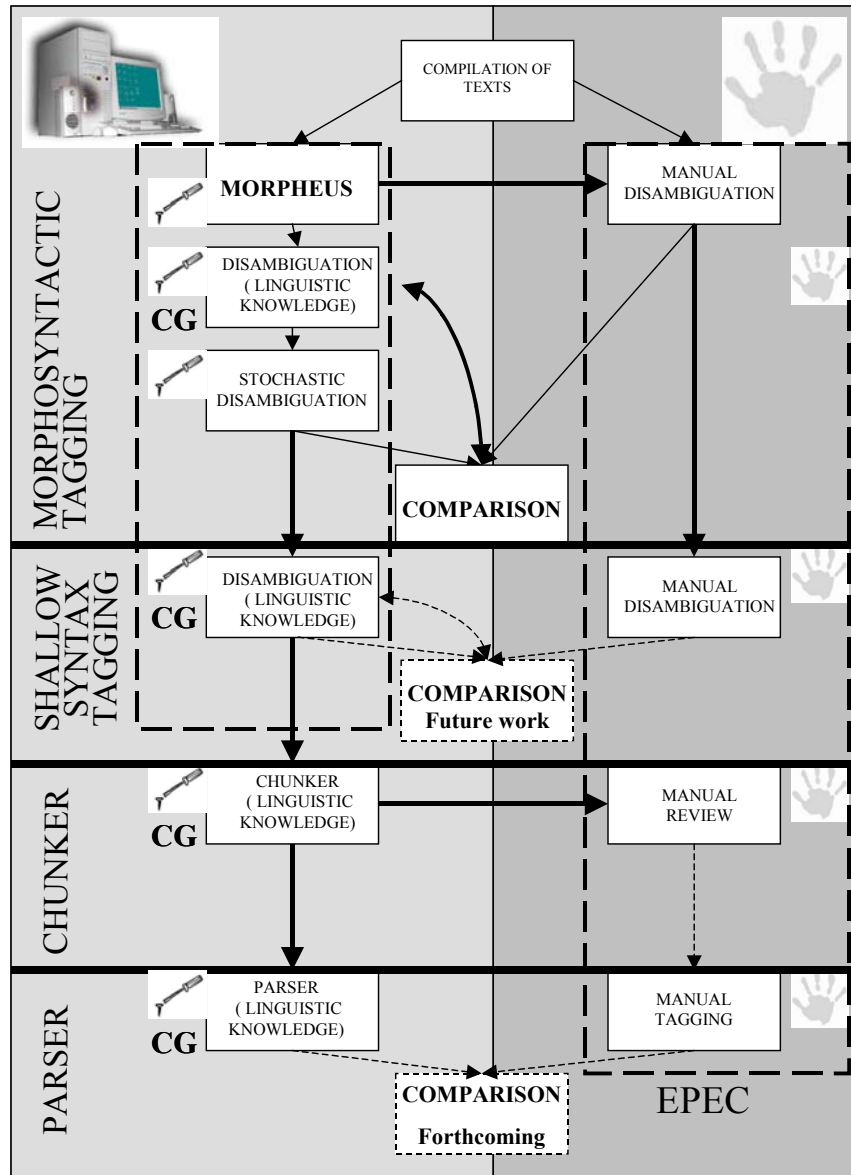 COMPILATION OF
TEXTS
MORPHOSYNTACTIC
TAGGING
MORPHEUS
MANUAL
DISAMBIGUATION
DISAMBIGUATION
( LINGUISTIC
KNOWLEDGE)
CG
STOCHASTIC
DISAMBIGUATION
COMPARISON
SHALLOW
SYNTAX
TAGGING
DISAMBIGUATION
( LINGUISTIC
KNOWLEDGE)
CG
MANUAL
DISAMBIGUATION
COMPARISON
Future work
CHUNKER
CHUNKER
( LINGUISTIC
KNOWLEDGE)
CG
MANUAL
REVIEW
PARSER
PARSER
( LINGUISTIC
KNOWLEDGE)
CG
MANUAL
TAGGING
COMPARISON
Forthcoming
EPEC